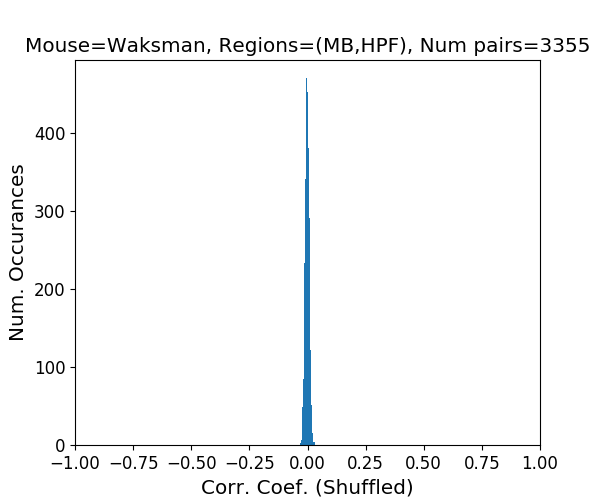 Mouse=Waksman, Regions=(MB,HPF), Num pairs=3355
Num. Occurances
400
300
200
100
0
−1.00 −0.75 −0.50 −0.25 0.00 0.25 0.50 0.75 1.00
Corr. Coef. (Shuffled)